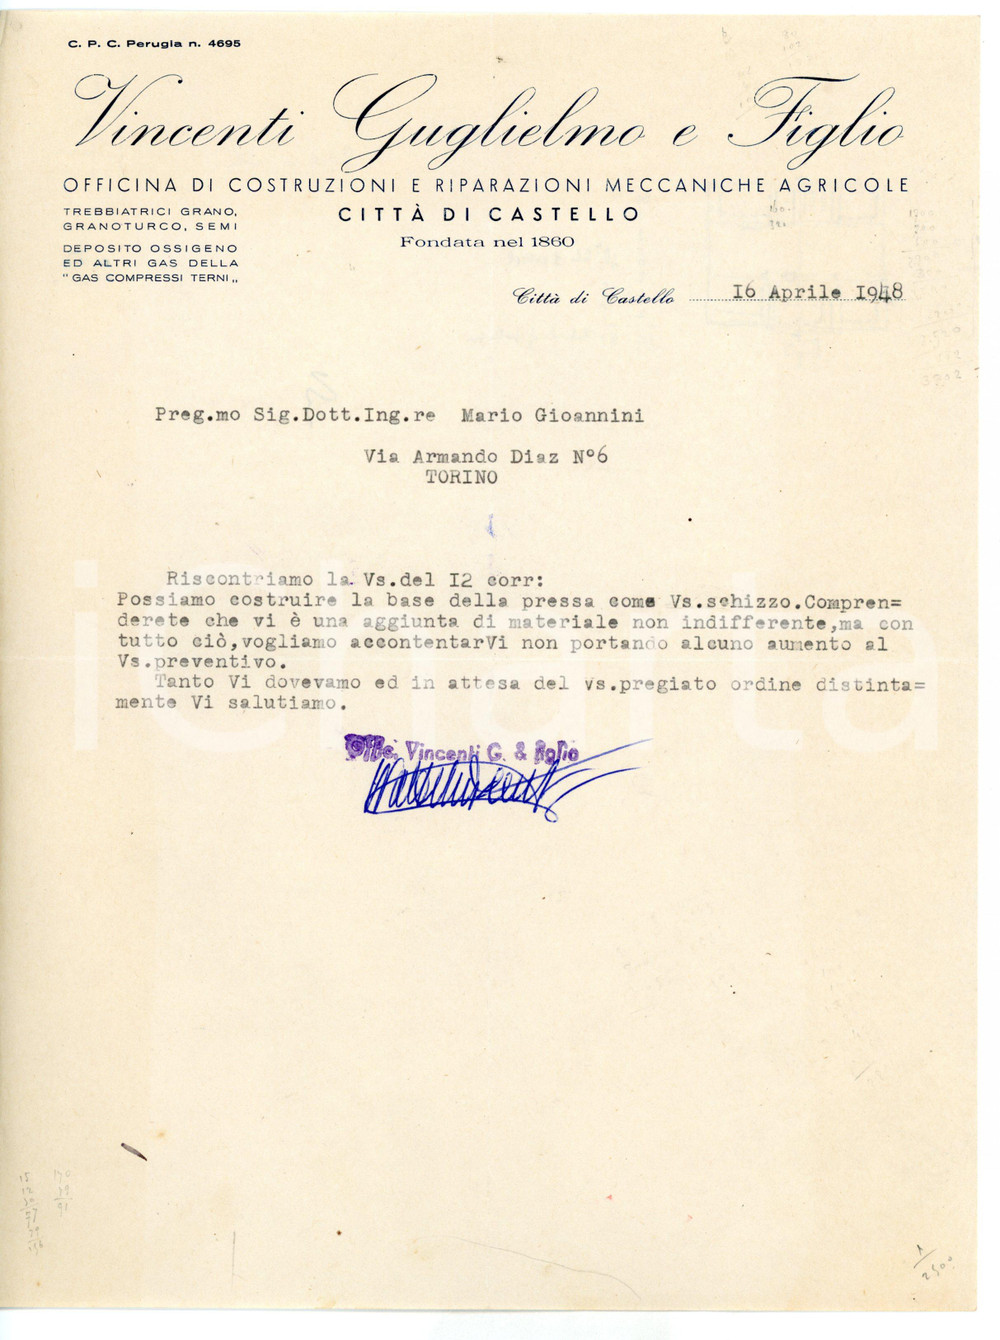 C. P. C. Perugia n. 4695
Vincenti Guglielmo e Figlio
OFFICINA DI COSTRUZIONI E RIPARAZIONI MECCANICHE AGRICOLE
TREBBIATRICI GRANO,
GRANOTURCO, SEMI
DEPOSITO OSSIGENO
ED ALTRI GAS DELLA
"GAS COMPRESSI TERNI„
CITTÀ DI CASTELLO
Fondata nel 1860
Città di Castello 16 Aprile 1948
Preg.mo Sig.Dott.Ing.re Mario Gioannini
Via Armando Diaz N°6
TORINO
Riscontriamo la Vs.del I2 corr:
Possiamo costruire la base della pressa come Vs.schizzo.Compren=
derete che vi è una aggiunta di materiale non indifferente,ma con
tutto ciò,vogliamo accontentarVi non portando alcuno aumento al
Vs.preventivo.
Tanto Vi dovevamo ed in attesa del vs.pregiato ordine distinta=
mente Vi salutiamo.
Offic. Vincenti G. & figlio